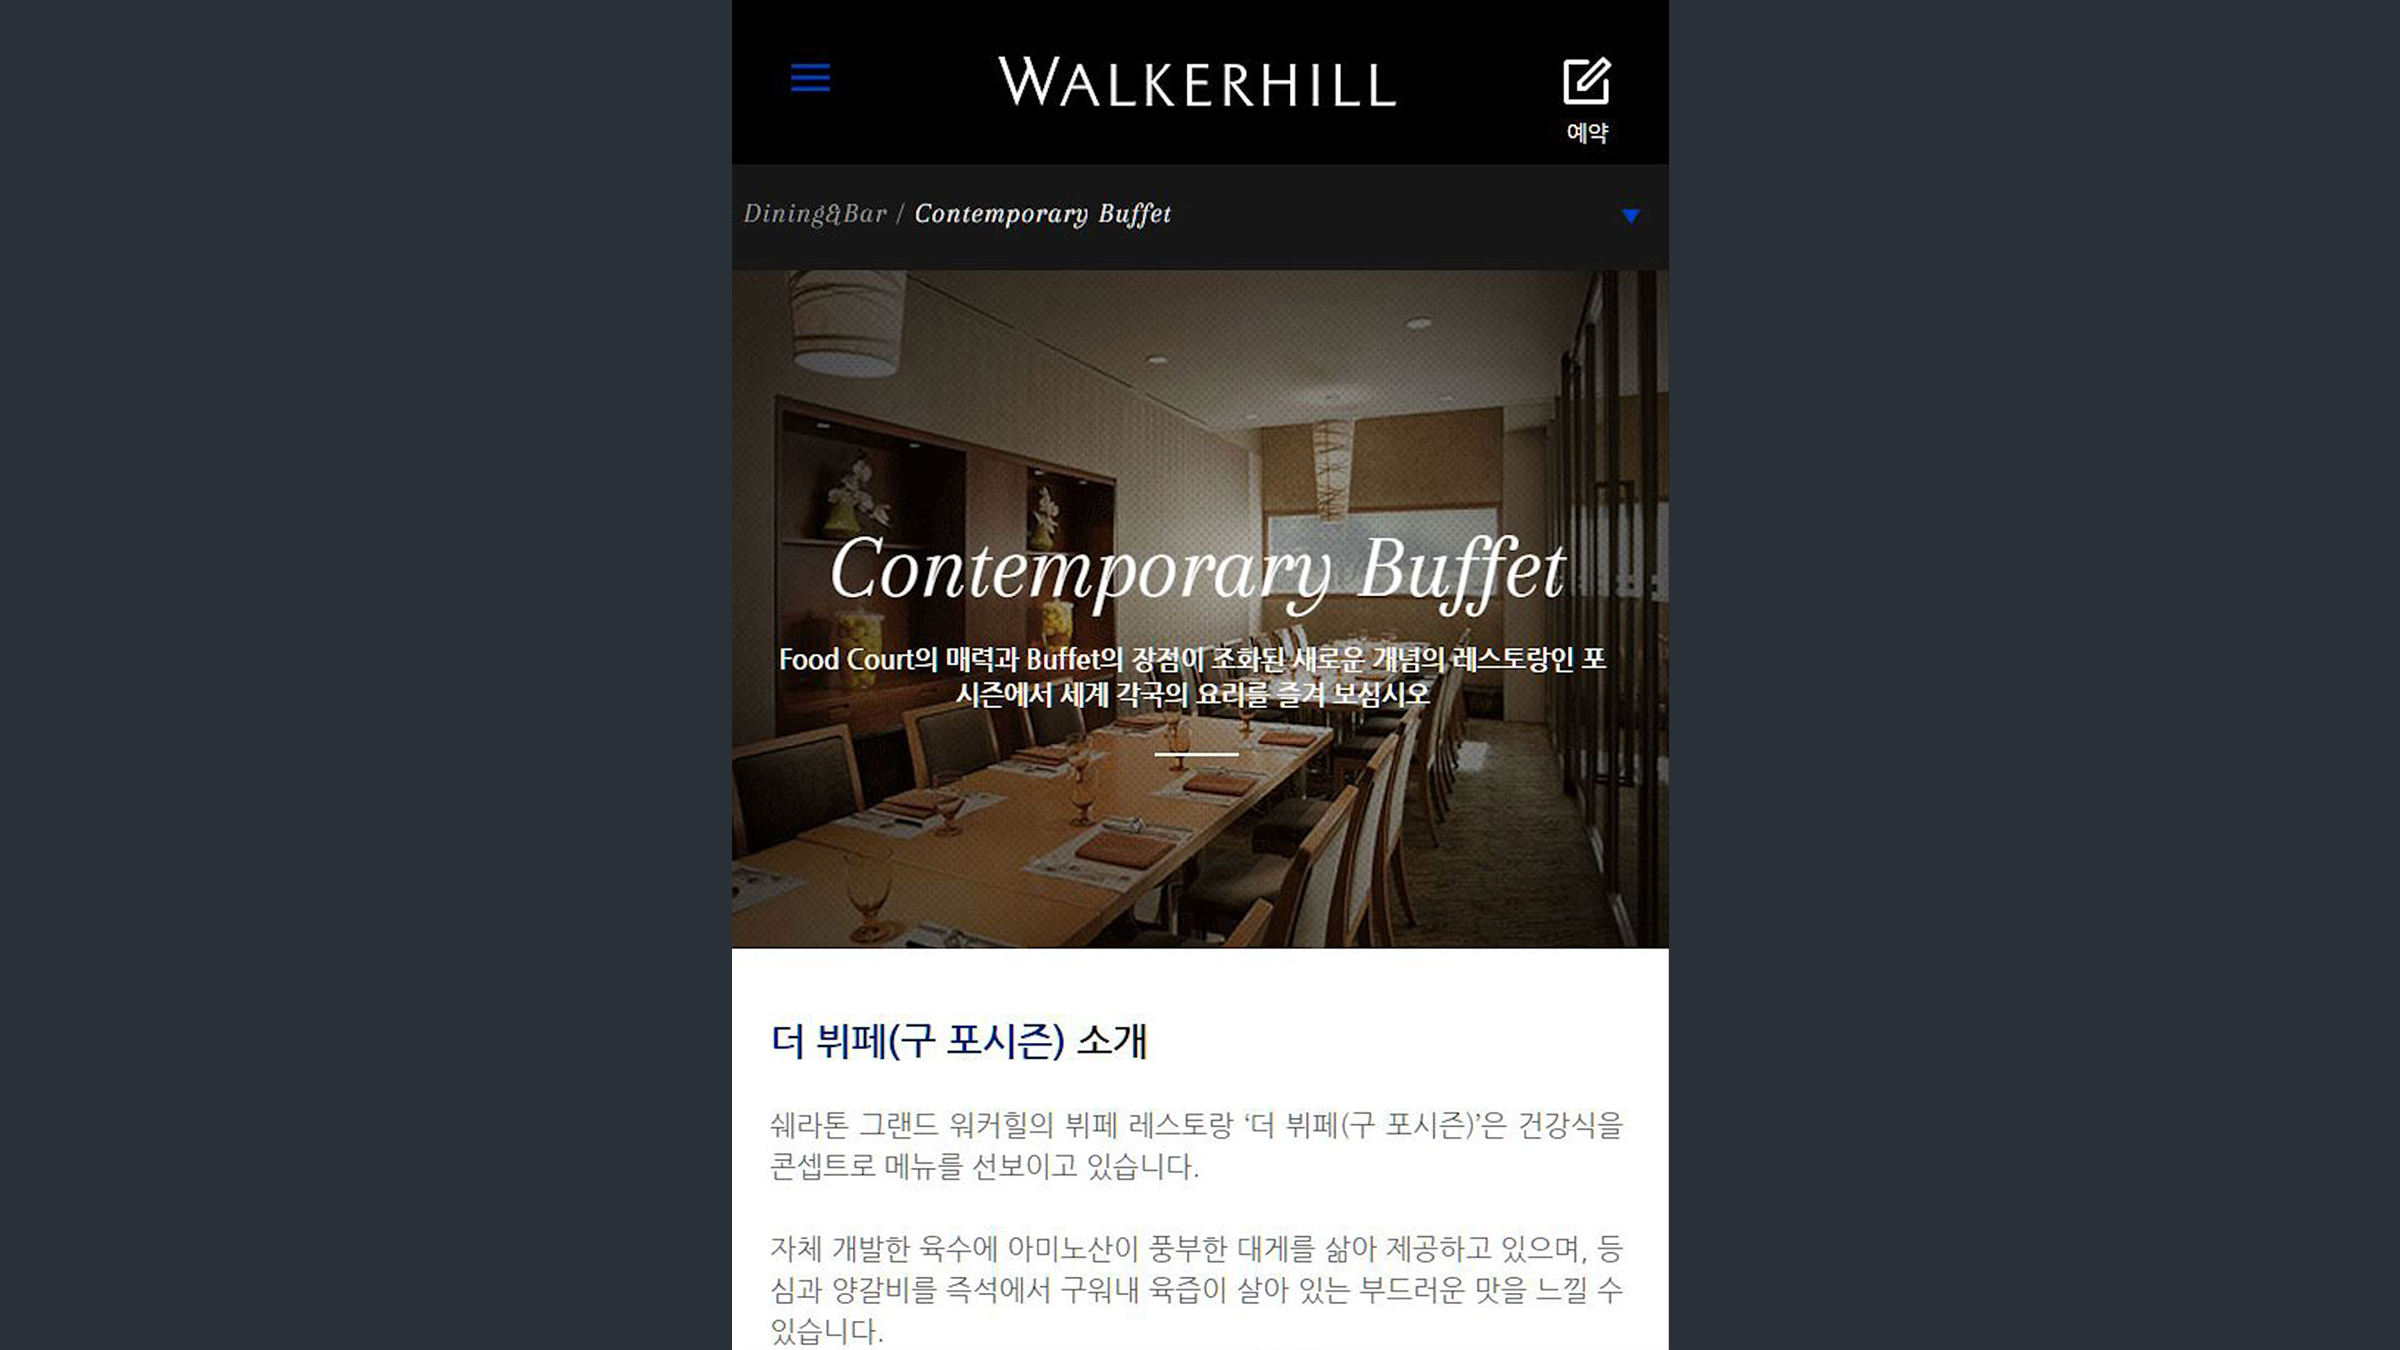 WALKERHILL
예약
Dining&Bar / Contemporary Buffet
Contemporary Buffet
Food Court의 매력과 Buffet의 장점이 조화된 새로운 개념의 레스토랑인 포
시즌에서 세계 각국의 요리를 즐겨 보십시오
더 뷔페(구 포시즌) 소개
쉐라톤 그랜드 워커힐의 뷔페 레스토랑 ‘더 뷔페(구 포시즌)’은 건강식을
콘셉트로 메뉴를 선보이고 있습니다.
자체 개발한 육수에 아미노산이 풍부한 대게를 삶아 제공하고 있으며, 등
심과 양갈비를 즉석에서 구워내 육즙이 살아 있는 부드러운 맛을 느낄 수
있습니다.